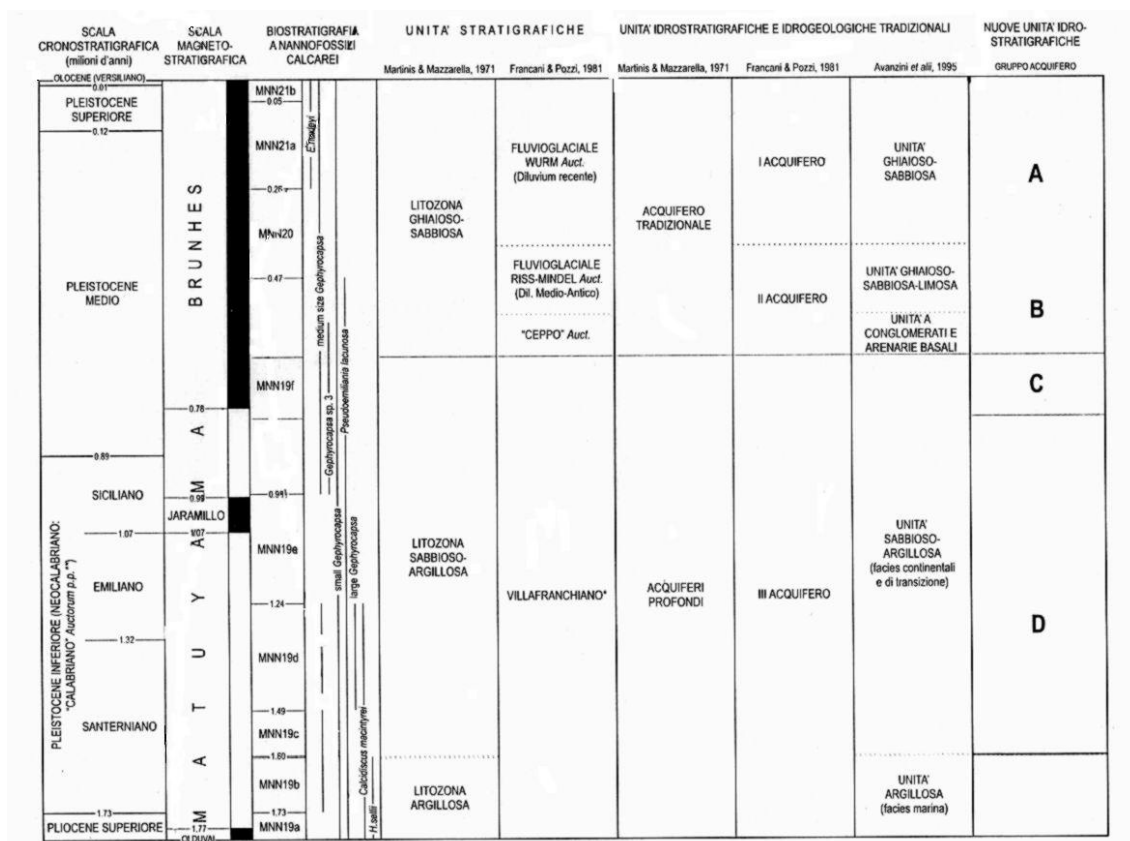 SCALA
CRONOSTRATIGRAFICA
(milioni d'anni)
SCALA
MAGNETO-
STRATIGRAFICA
BIOSTRATIGRAFIA
A NANNOFOSSILI
CALCAREI
UNITA' STRATIGRAFICHE
Martinis & Mazzarella, 1971
Francani & Pozzi, 1981
UNITA' IDROSTRATIGRAFICHE E IDROGEOLOGICHE TRADIZIONALI
Martinis & Mazzarella, 1971
Francani & Pozzi, 1981
Avanzini et alii, 1995
NUOVE UNITA' IDRO-
STRATIGRAFICHE
GRUPPO ACQUIFERO
OLOCENE (VERSILIANO)
0.01
PLEISTOCENE
SUPERIORE
0.12
PLEISTOCENE
MEDIO
0.89
PLEISTOCENE INFERIORE (NEOCALABRIANO:
"CALABRIANO" Auctorum p.p.**)
SICILIANO
1.07
EMILIANO
1.32
SANTERNIANO
1.73
PLIOCENE SUPERIORE
BRUNHES
0.78
MATUYAMA
0.99
JARAMILLO
1.07
1.77
OLDUVAI
MNN21b
0.05
MNN21a
MNN20
0.47
MNN19f
MNN19e
1.24
MNN19d
1.49
MNN19c
1.60
MNN19b
1.73
MNN19a
medium size Gephyrocapsa
Gephyrocapsa sp. 3
small Gephyrocapsa
Pseudoemiliania lacunosa
large Gephyrocapsa
Calcidiscus macintyrei
H.sellii
LITOZONA
GHIAIOSO-
SABBIOSA
LITOZONA
SABBIOSO-
ARGILLOSA
LITOZONA
ARGILLOSA
FLUVIOGLACIALE
WURM Auct.
(Diluvium recente)
FLUVIOGLACIALE
RISS-MINDEL Auct.
(Dil. Medio-Antico)
"CEPPO" Auct.
VILLAFRANCHIANO*
ACQUIFERO
TRADIZIONALE
ACQUIFERI
PROFONDI
I ACQUIFERO
II ACQUIFERO
III ACQUIFERO
UNITA'
GHIAIOSO-
SABBIOSA
UNITA' GHIAIOSO-
SABBIOSA-LIMOSA
UNITA' A
CONGLOMERATI E
ARENARIE BASALI
UNITA'
SABBIOSO-
ARGILLOSA
(facies continentali
e di transizione)
UNITA'
ARGILLOSA
(facies marina)
A
B
C
D